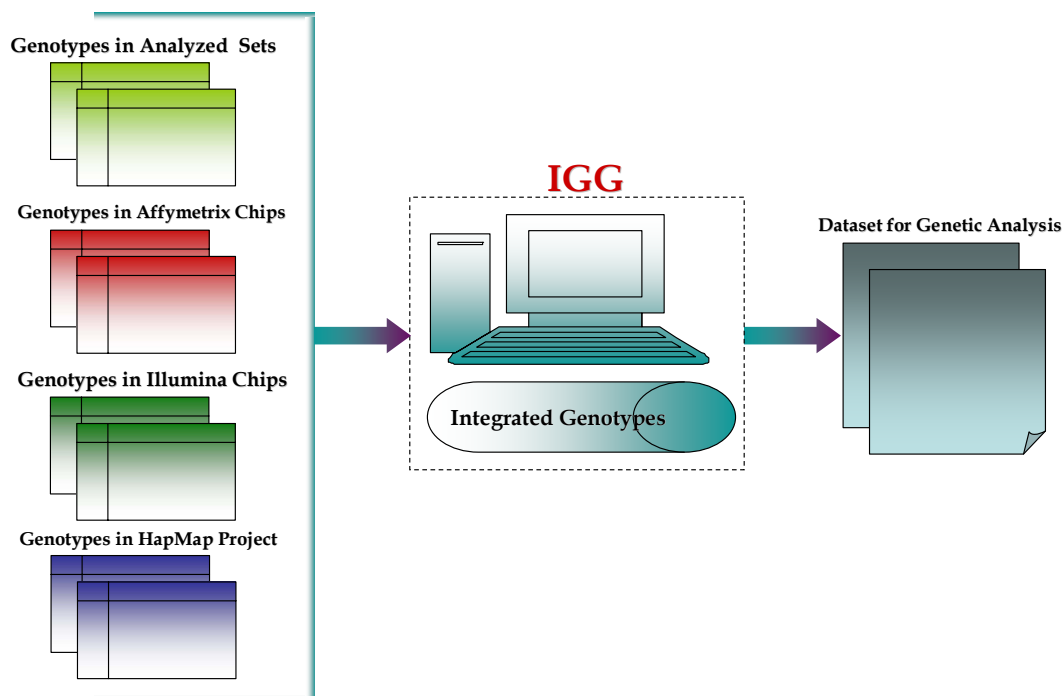 Genotypes in Analyzed Sets
Genotypes in Affymetrix Chips
Genotypes in Illumina Chips
Genotypes in HapMap Project
IGG
Integrated Genotypes
Dataset for Genetic Analysis